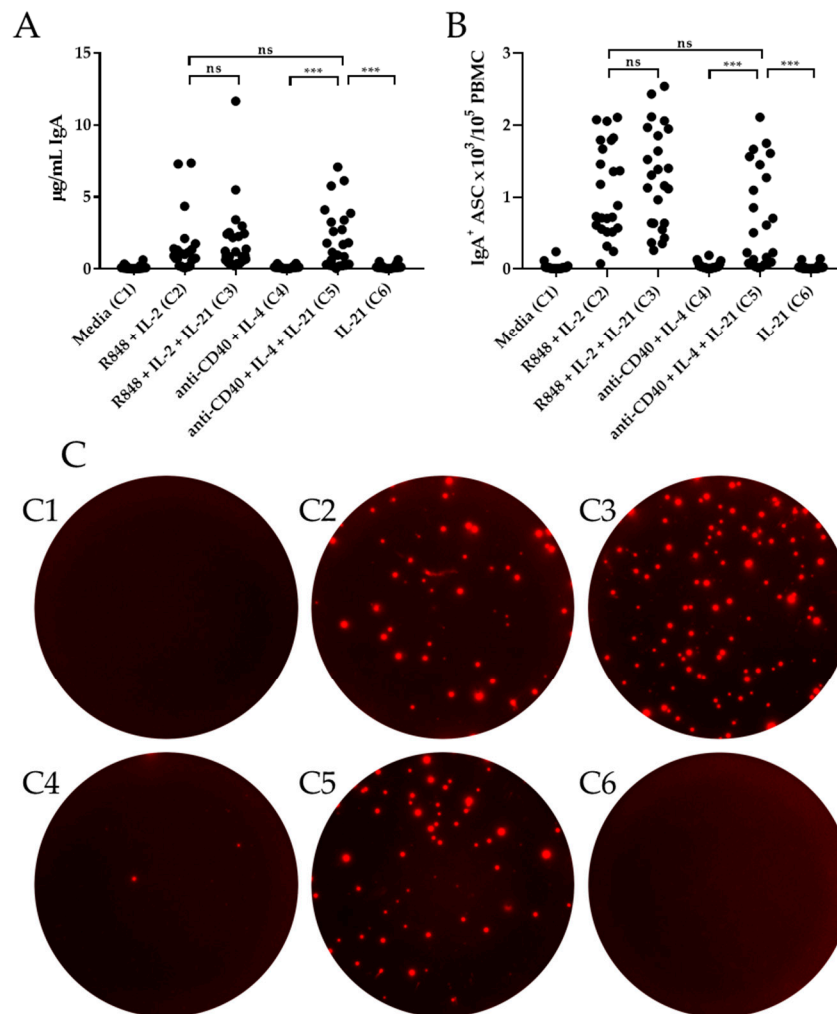 A
µg/mL IgA
15
10
5
0
ns
ns
***
***
Media (C1)
R848 + IL-2 (C2)
R848 + IL-2 + IL-21 (C3)
anti-CD40 + IL-4 (C4)
anti-CD40 + IL-4 + IL-21 (C5)
IL-21 (C6)
B
IgA⁺ ASC x 10³/10⁵ PBMC
3
2
1
0
ns
ns
***
***
Media (C1)
R848 + IL-2 (C2)
R848 + IL-2 + IL-21 (C3)
anti-CD40 + IL-4 (C4)
anti-CD40 + IL-4 + IL-21 (C5)
IL-21 (C6)
C
C1
C2
C3
C4
C5
C6